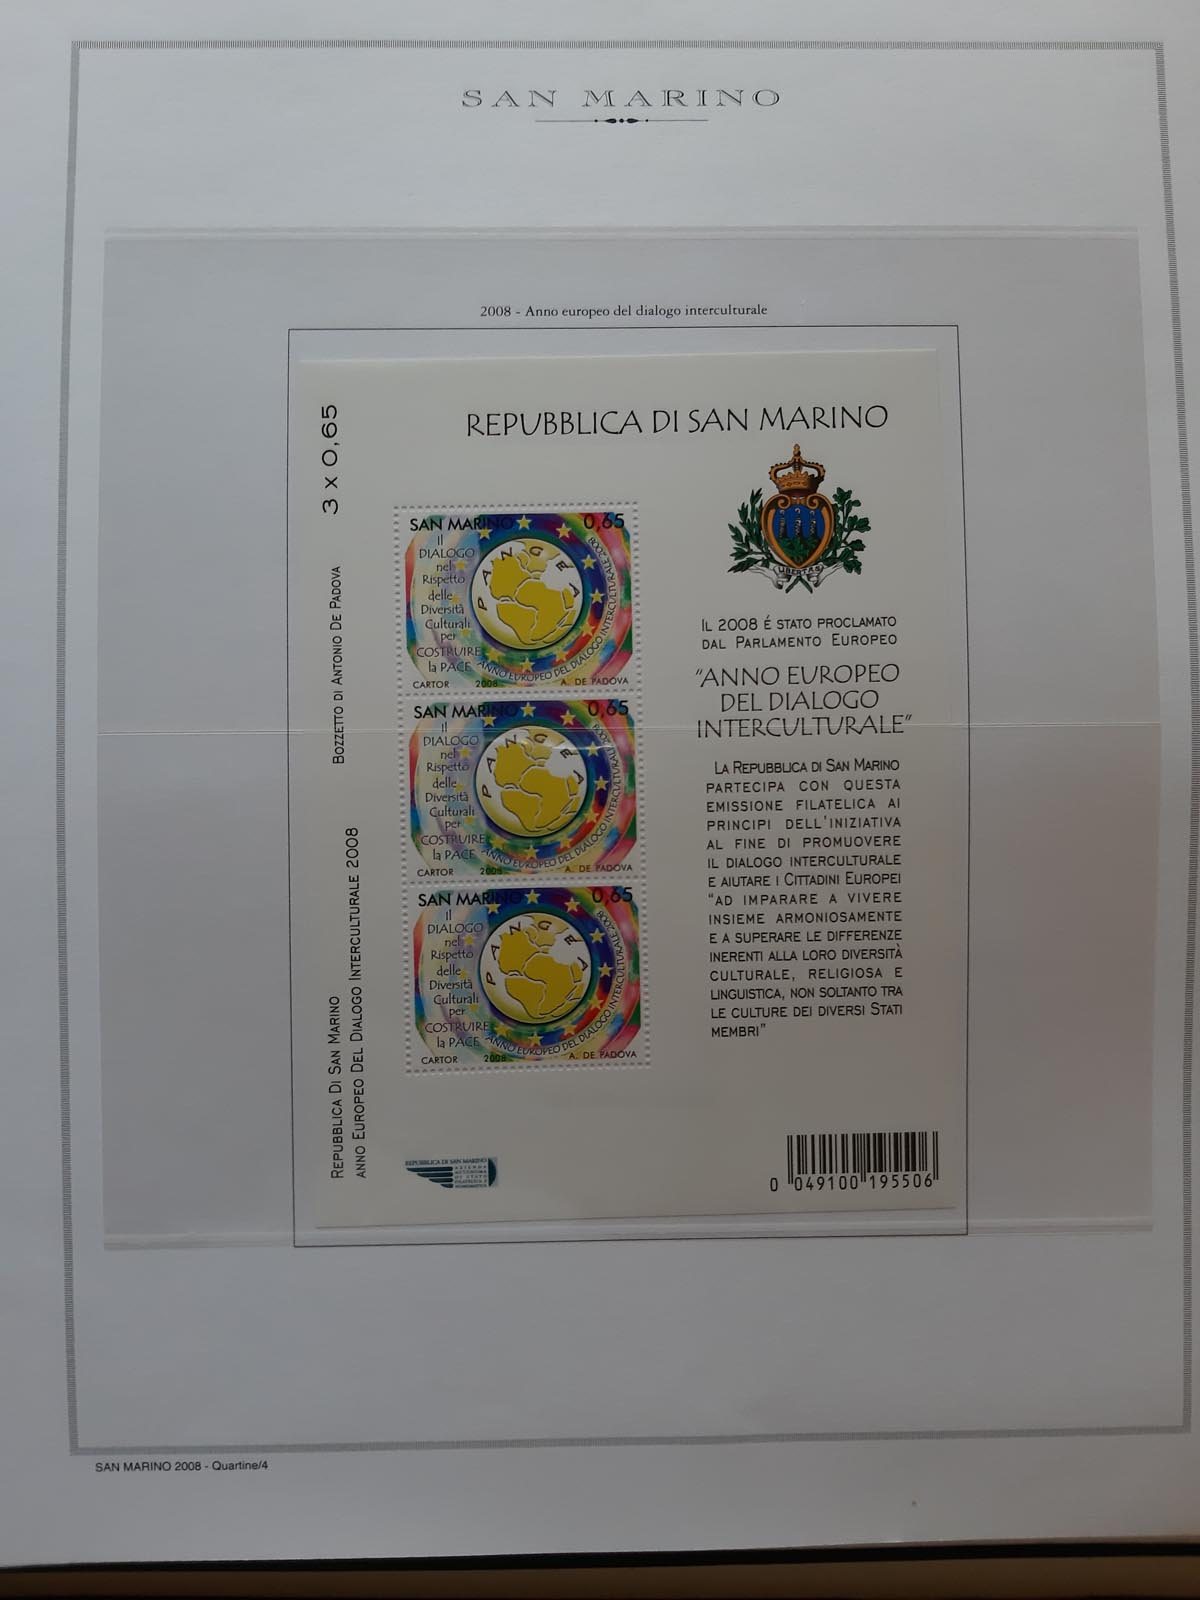 SAN MARINO
2008 - Anno europeo del dialogo interculturale
3 x 0,65
BOZZETTO DI ANTONIO DE PADOVA
REPUBBLICA DI SAN MARINO
ANNO EUROPEO DEL DIALOGO INTERCULTURALE 2008
REPUBBLICA DI SAN MARINO
LIBERTAS
SAN MARINO 0,65
Il
DIALOGO
nel
Rispetto
delle
Diversità
Culturali
per
COSTRUIRE
la PACE
PANGEA
ANNO EUROPEO DEL DIALOGO INTERCULTURALE 2008
CARTOR 2008 A. DE PADOVA
SAN MARINO 0,65
Il
DIALOGO
nel
Rispetto
delle
Diversità
Culturali
per
COSTRUIRE
la PACE
PANGEA
ANNO EUROPEO DEL DIALOGO INTERCULTURALE 2008
CARTOR 2008 A. DE PADOVA
SAN MARINO 0,65
Il
DIALOGO
nel
Rispetto
delle
Diversità
Culturali
per
COSTRUIRE
la PACE
PANGEA
ANNO EUROPEO DEL DIALOGO INTERCULTURALE 2008
CARTOR 2008 A. DE PADOVA
IL 2008 É STATO PROCLAMATO
DAL PARLAMENTO EUROPEO
"ANNO EUROPEO
DEL DIALOGO
INTERCULTURALE"
LA REPUBBLICA DI SAN MARINO
PARTECIPA CON QUESTA
EMISSIONE FILATELICA AI
PRINCIPI DELL'INIZIATIVA
AL FINE DI PROMUOVERE
IL DIALOGO INTERCULTURALE
E AIUTARE I CITTADINI EUROPEI
"AD IMPARARE A VIVERE
INSIEME ARMONIOSAMENTE
E A SUPERARE LE DIFFERENZE
INERENTI ALLA LORO DIVERSITÀ
CULTURALE, RELIGIOSA E
LINGUISTICA, NON SOLTANTO TRA
LE CULTURE DEI DIVERSI STATI
MEMBRI"
REPUBBLICA DI SAN MARINO
AZIENDA
AUTONOMA
DI STATO
FILATELICA E
NUMISMATICA
0 049100 195506
SAN MARINO 2008 - Quartine/4